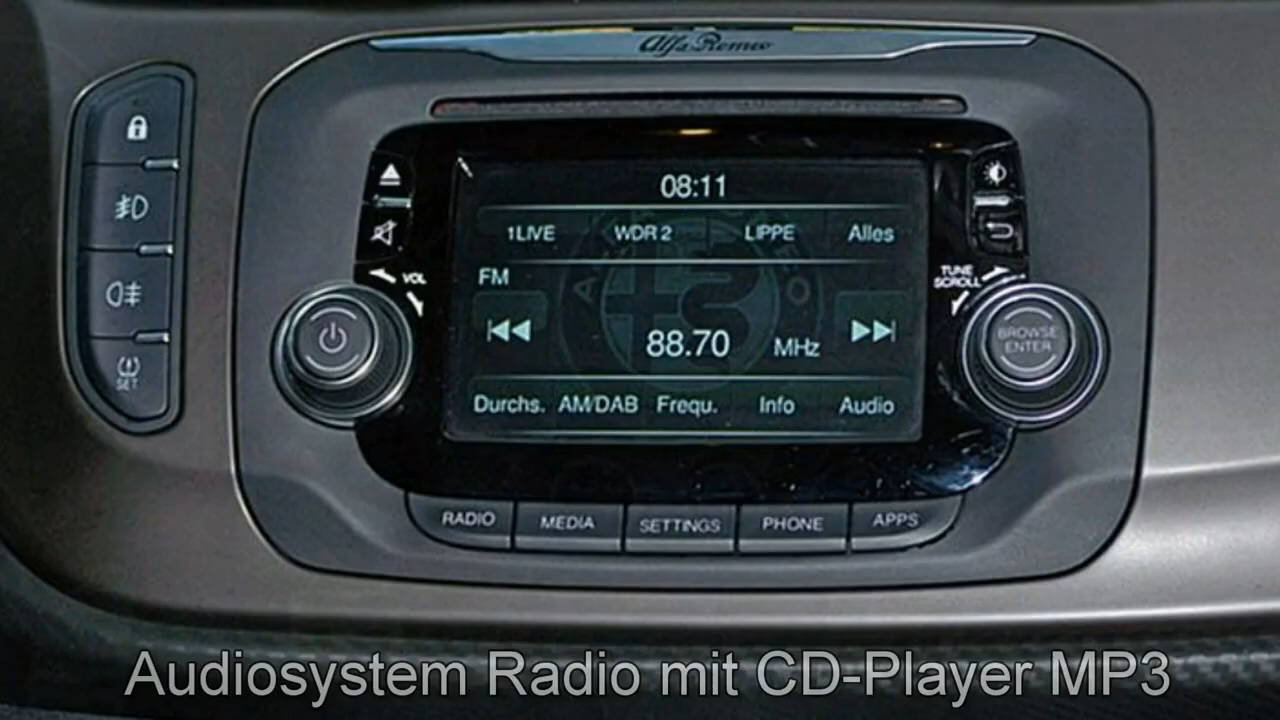 Alfa Romeo
08:11
1LIVE WDR 2 LIPPE Alles
FM
VOL
TUNE
SCROLL
88.70 MHz
BROWSE
ENTER
SET
Durchs. AM/DAB Frequ. Info Audio
RADIO MEDIA SETTINGS PHONE APPS
Audiosystem Radio mit CD-Player MP3